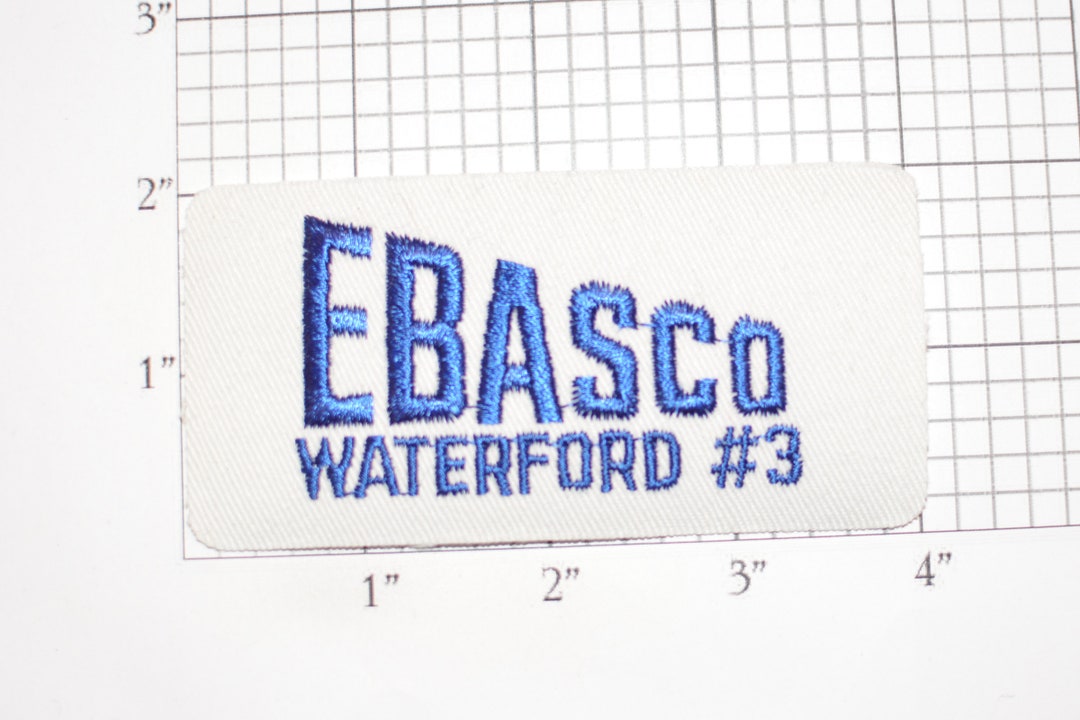 3”
2”
EBASCO
1”
WATERFORD #3
1” 2” 3” 4”